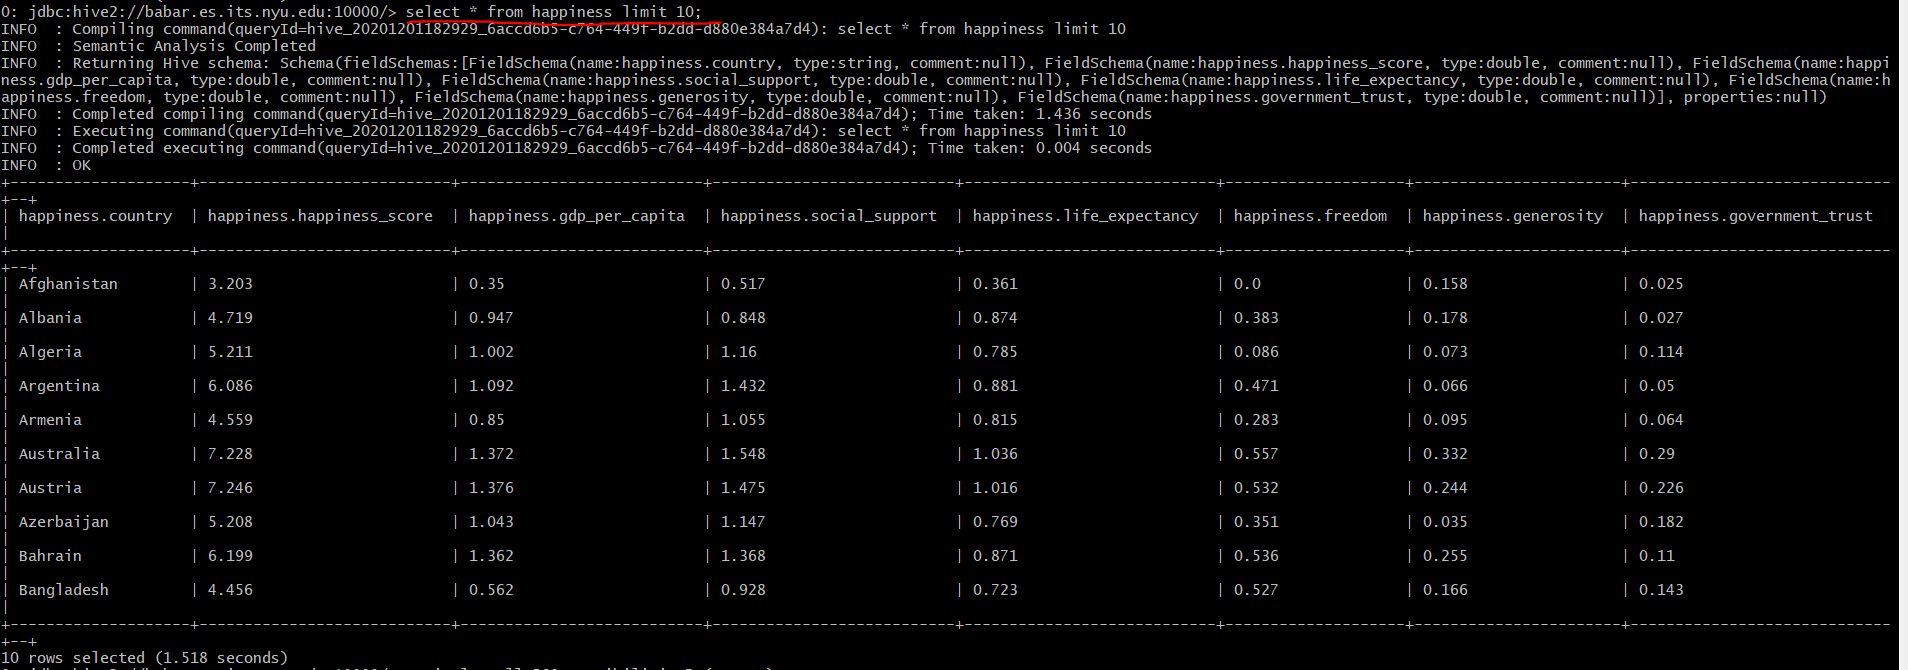 0: jdbc:hive2://babar.es.its.nyu.edu:10000/> select * from happiness limit 10;
INFO  : Compiling command(queryId=hive_20201201182929_6accd6b5-c764-449f-b2dd-d880e384a7d4): select * from happiness limit 10
INFO  : Semantic Analysis Completed
INFO  : Returning Hive schema: Schema(fieldSchemas:[FieldSchema(name:happiness.country, type:string, comment:null), FieldSchema(name:happiness.happiness_score, type:double, comment:null), FieldSchema(name:happi
ness.gdp_per_capita, type:double, comment:null), FieldSchema(name:happiness.social_support, type:double, comment:null), FieldSchema(name:happiness.life_expectancy, type:double, comment:null), FieldSchema(name:h
appiness.freedom, type:double, comment:null), FieldSchema(name:happiness.generosity, type:double, comment:null), FieldSchema(name:happiness.government_trust, type:double, comment:null)], properties:null)
INFO  : Completed compiling command(queryId=hive_20201201182929_6accd6b5-c764-449f-b2dd-d880e384a7d4); Time taken: 1.436 seconds
INFO  : Executing command(queryId=hive_20201201182929_6accd6b5-c764-449f-b2dd-d880e384a7d4): select * from happiness limit 10
INFO  : Completed executing command(queryId=hive_20201201182929_6accd6b5-c764-449f-b2dd-d880e384a7d4); Time taken: 0.004 seconds
INFO  : OK
| happiness.country  | happiness.happiness_score  | happiness.gdp_per_capita  | happiness.social_support  | happiness.life_expectancy  | happiness.freedom  | happiness.generosity  | happiness.government_trust
| Afghanistan | 3.203 | 0.35 | 0.517 | 0.361 | 0.0 | 0.158 | 0.025
| Albania | 4.719 | 0.947 | 0.848 | 0.874 | 0.383 | 0.178 | 0.027
| Algeria | 5.211 | 1.002 | 1.16 | 0.785 | 0.086 | 0.073 | 0.114
| Argentina | 6.086 | 1.092 | 1.432 | 0.881 | 0.471 | 0.066 | 0.05
| Armenia | 4.559 | 0.85 | 1.055 | 0.815 | 0.283 | 0.095 | 0.064
| Australia | 7.228 | 1.372 | 1.548 | 1.036 | 0.557 | 0.332 | 0.29
| Austria | 7.246 | 1.376 | 1.475 | 1.016 | 0.532 | 0.244 | 0.226
| Azerbaijan | 5.208 | 1.043 | 1.147 | 0.769 | 0.351 | 0.035 | 0.182
| Bahrain | 6.199 | 1.362 | 1.368 | 0.871 | 0.536 | 0.255 | 0.11
| Bangladesh | 4.456 | 0.562 | 0.928 | 0.723 | 0.527 | 0.166 | 0.143
10 rows selected (1.518 seconds)